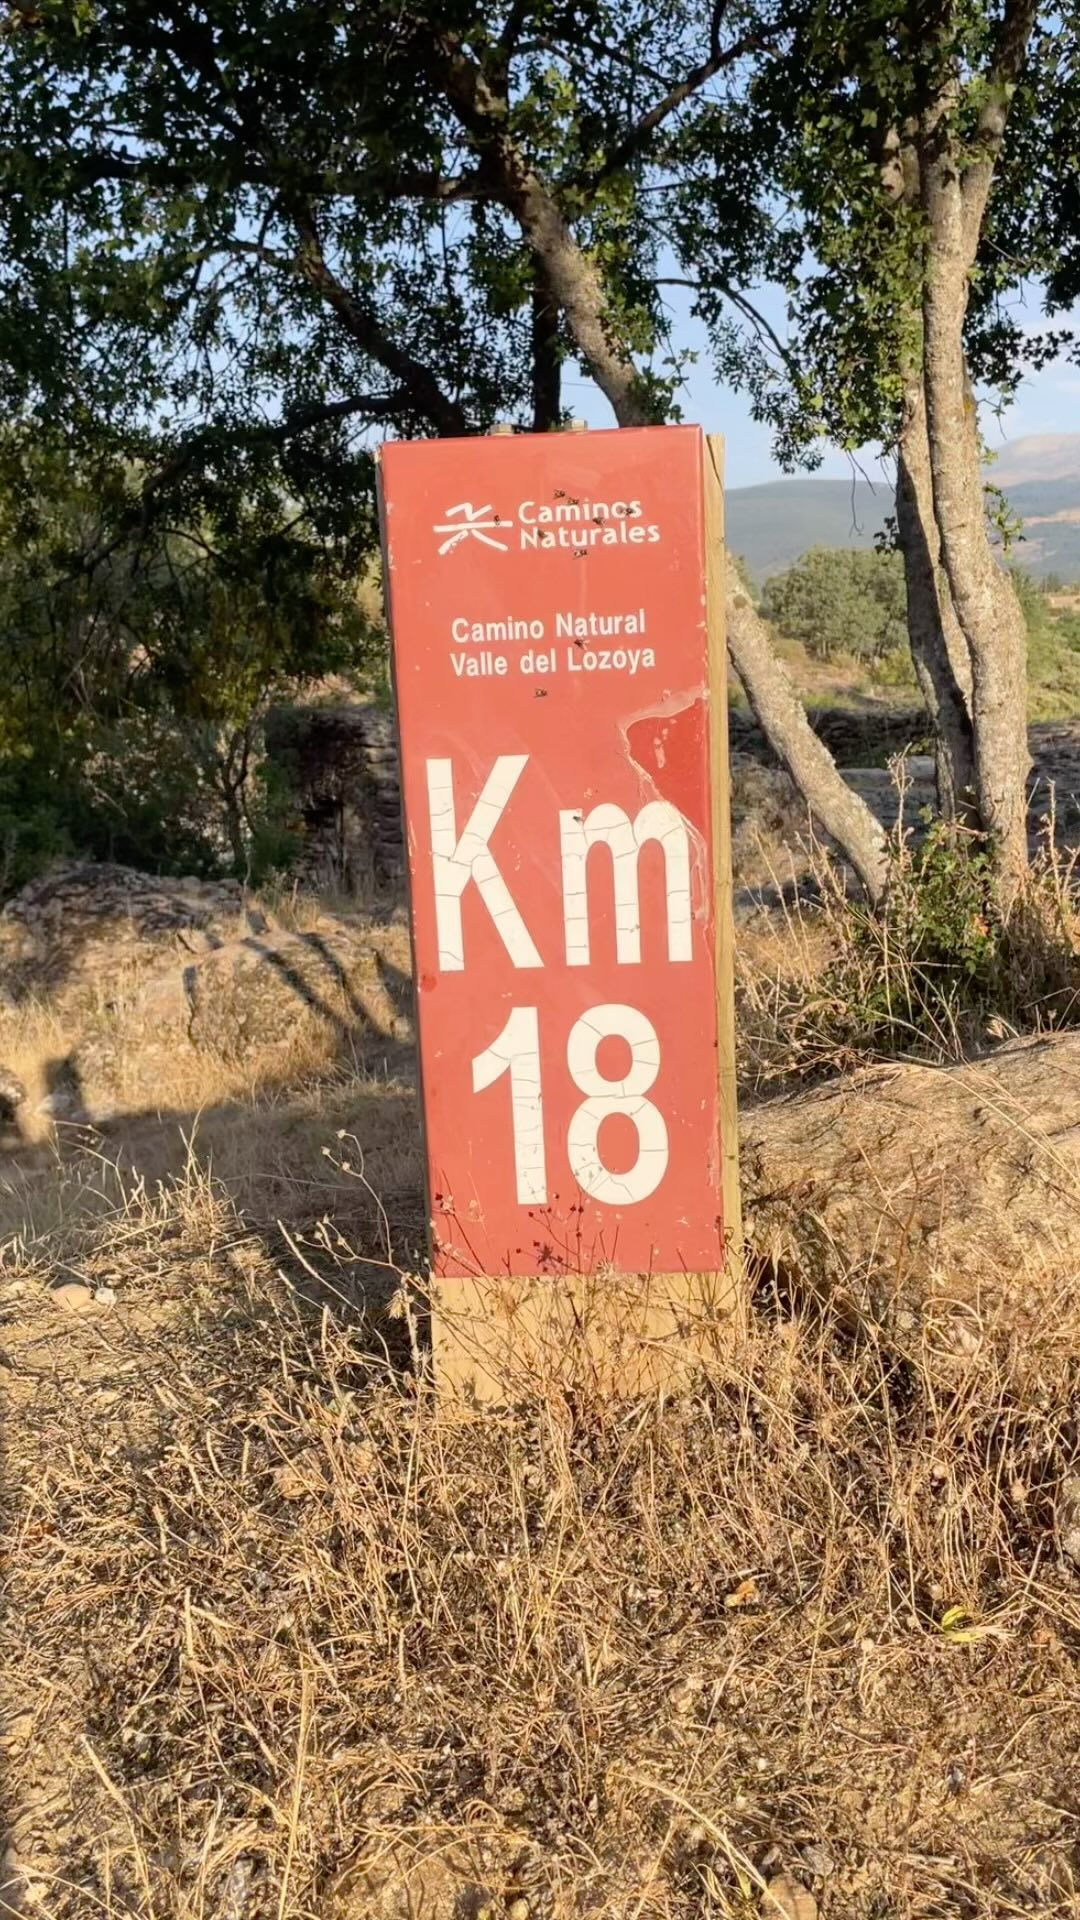 Caminos
Naturales
Camino Natural
Valle del Lozoya
Km
18